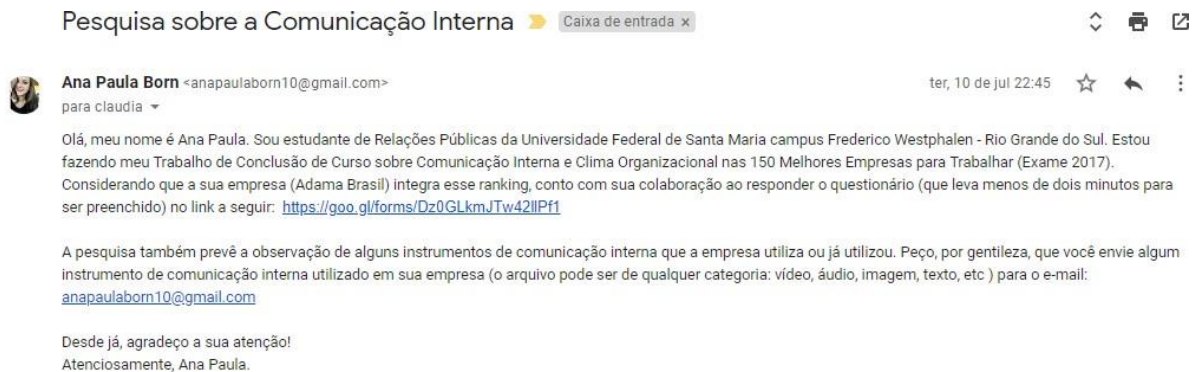 Pesquisa sobre a Comunicação Interna Caixa de entrada x
Ana Paula Born <anapaulaborn10@gmail.com> ter, 10 de jul 22:45
para claudia
Olá, meu nome é Ana Paula. Sou estudante de Relações Públicas da Universidade Federal de Santa Maria campus Frederico Westphalen - Rio Grande do Sul. Estou
fazendo meu Trabalho de Conclusão de Curso sobre Comunicação Interna e Clima Organizacional nas 150 Melhores Empresas para Trabalhar (Exame 2017).
Considerando que a sua empresa (Adama Brasil) integra esse ranking, conto com sua colaboração ao responder o questionário (que leva menos de dois minutos para
ser preenchido) no link a seguir: https://goo.gl/forms/Dz0GLkmJTw42llPf1
A pesquisa também prevê a observação de alguns instrumentos de comunicação interna que a empresa utiliza ou já utilizou. Peço, por gentileza, que você envie algum
instrumento de comunicação interna utilizado em sua empresa (o arquivo pode ser de qualquer categoria: vídeo, áudio, imagem, texto, etc ) para o e-mail:
anapaulaborn10@gmail.com
Desde já, agradeço a sua atenção!
Atenciosamente, Ana Paula.